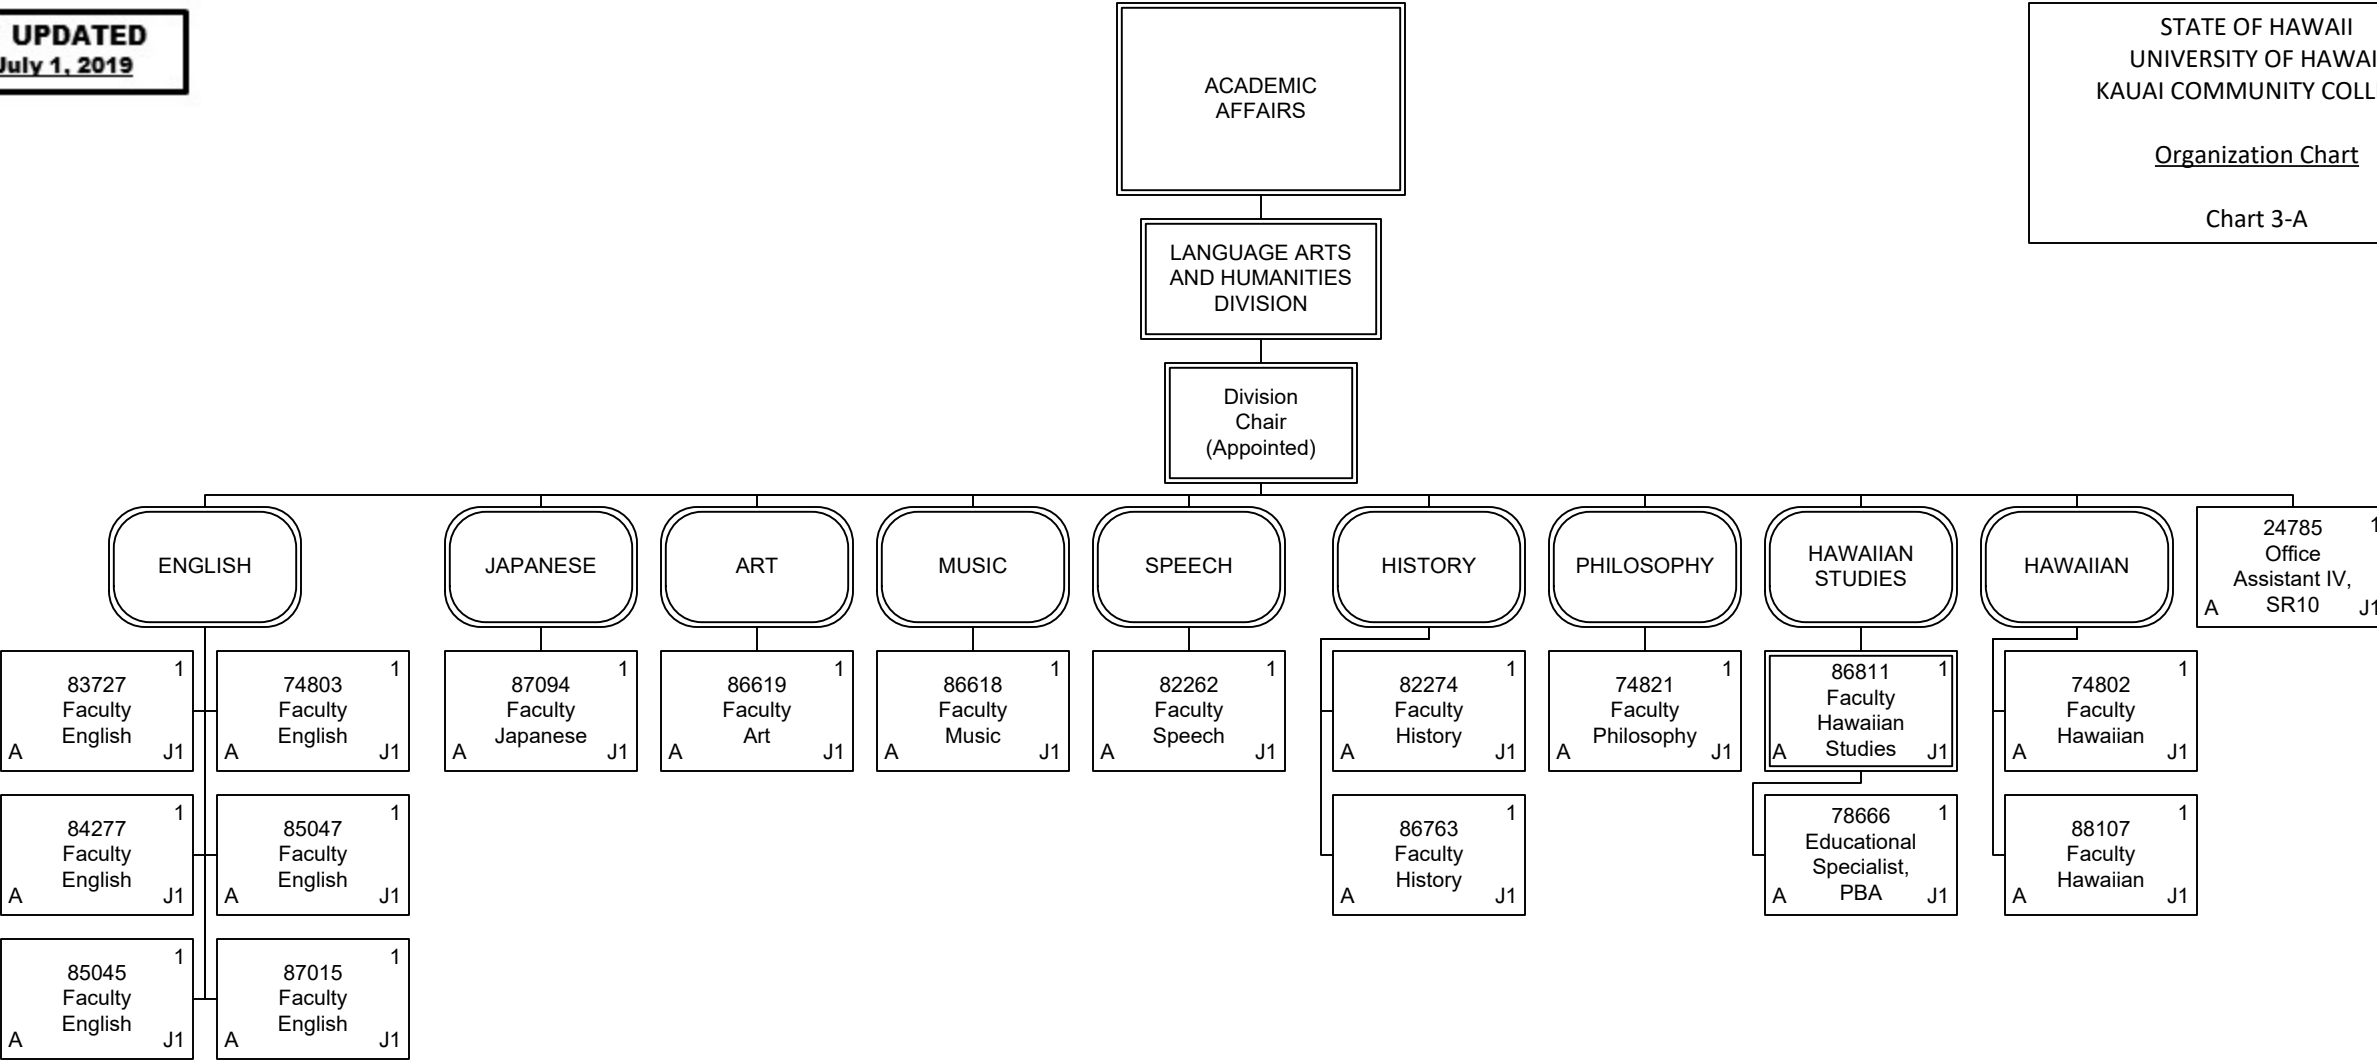 UPDATED
July 1, 2019
STATE OF HAWAII
UNIVERSITY OF HAWAI
KAUAI COMMUNITY COLL
Organization Chart
Chart 3-A
ACADEMIC
AFFAIRS
LANGUAGE ARTS
AND HUMANITIES
DIVISION
Division
Chair
(Appointed)
ENGLISH
JAPANESE
ART
MUSIC
SPEECH
HISTORY
PHILOSOPHY
HAWAIIAN
STUDIES
HAWAIIAN
24785 1
Office
Assistant IV,
A SR10 J1
1
83727
Faculty
English
A J1
1
74803
Faculty
English
A J1
1
87094
Faculty
Japanese
A J1
1
86619
Faculty
Art
A J1
1
86618
Faculty
Music
A J1
1
82262
Faculty
Speech
A J1
1
82274
Faculty
History
A J1
1
74821
Faculty
Philosophy
A J1
86811 1
Faculty
Hawaiian
A Studies J1
1
74802
Faculty
Hawaiian
A J1
1
84277
Faculty
English
A J1
1
85047
Faculty
English
A J1
1
86763
Faculty
History
A J1
78666 1
Educational
Specialist,
A PBA J1
1
88107
Faculty
Hawaiian
A J1
1
85045
Faculty
English
A J1
1
87015
Faculty
English
A J1